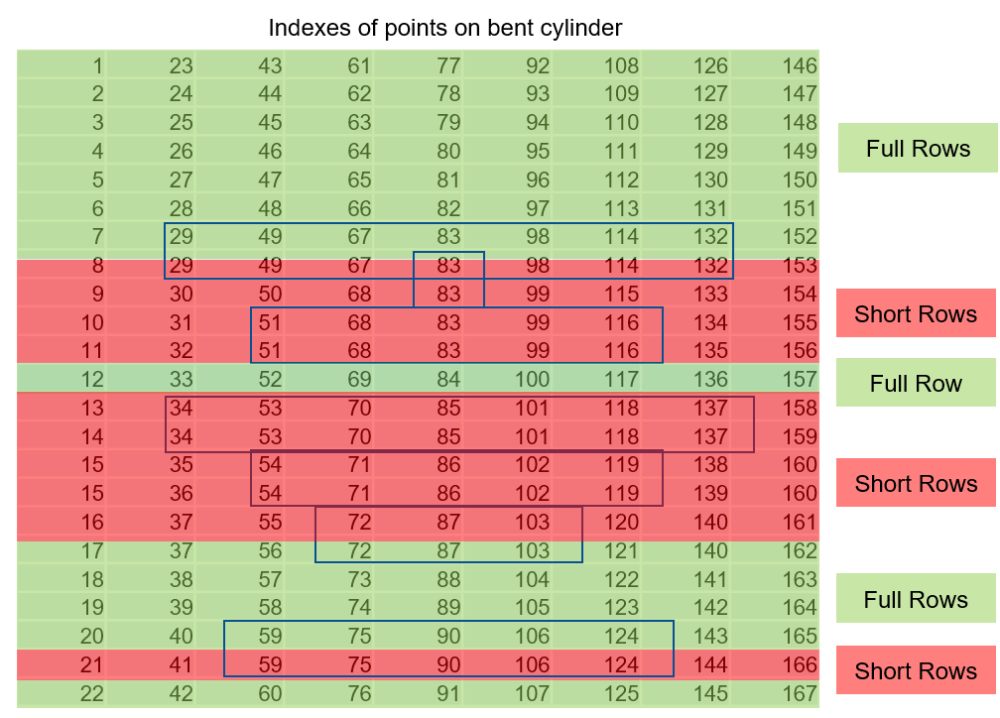 Indexes of points on bent cylinder
1 23 43 61 77 92 108 126 146
2 24 44 62 78 93 109 127 147
3 25 45 63 79 94 110 128 148
4 26 46 64 80 95 111 129 149
Full Rows
5 27 47 65 81 96 112 130 150
6 28 48 66 82 97 113 131 151
7 29 49 67 83 98 114 132 152
8 29 49 67 83 98 114 132 153
9 30 50 68 83 99 115 133 154
Short Rows
10 31 51 68 83 99 116 134 155
11 32 51 68 83 99 116 135 156
12 33 52 69 84 100 117 136 157
Full Row
13 34 53 70 85 101 118 137 158
14 34 53 70 85 101 118 137 159
15 35 54 71 86 102 119 138 160
Short Rows
15 36 54 71 86 102 119 139 160
16 37 55 72 87 103 120 140 161
17 37 56 72 87 103 121 140 162
18 38 57 73 88 104 122 141 163
19 39 58 74 89 105 123 142 164
Full Rows
20 40 59 75 90 106 124 143 165
21 41 59 75 90 106 124 144 166
Short Rows
22 42 60 76 91 107 125 145 167